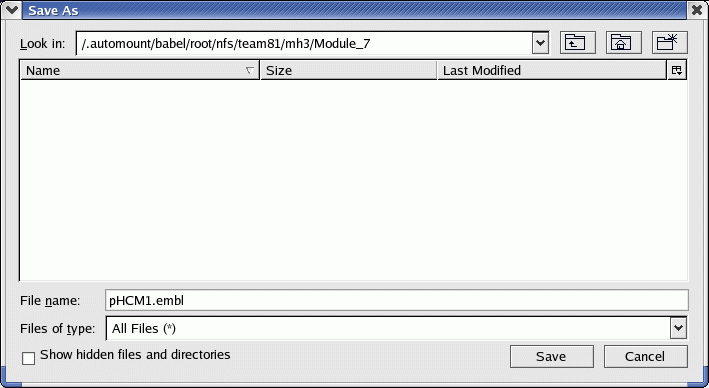 Save As
Look in: /.automount/babel/root/nfs/team81/mh3/Module_7
Name Size Last Modified
File name: pHCM1.embl
Files of type: All Files (*)
Show hidden files and directories Save Cancel